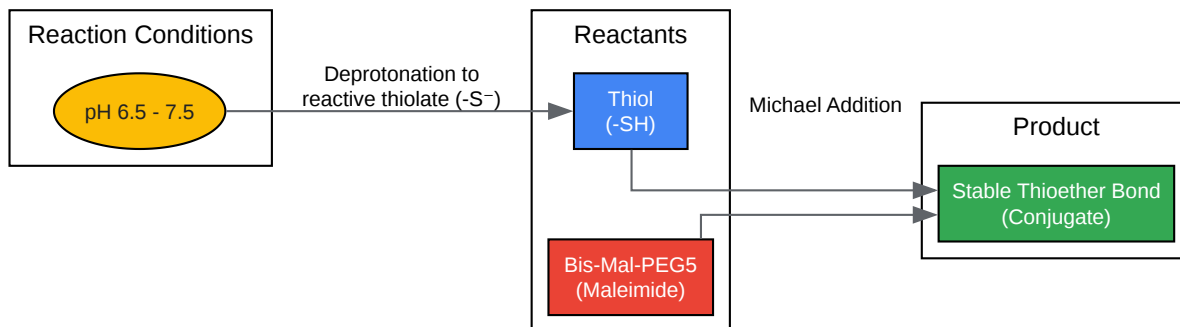 Reaction Conditions
pH 6.5 - 7.5
Deprotonation to
reactive thiolate (-S⁻)
Reactants
Thiol
(-SH)
Bis-Mal-PEG5
(Maleimide)
Michael Addition
Product
Stable Thioether Bond
(Conjugate)